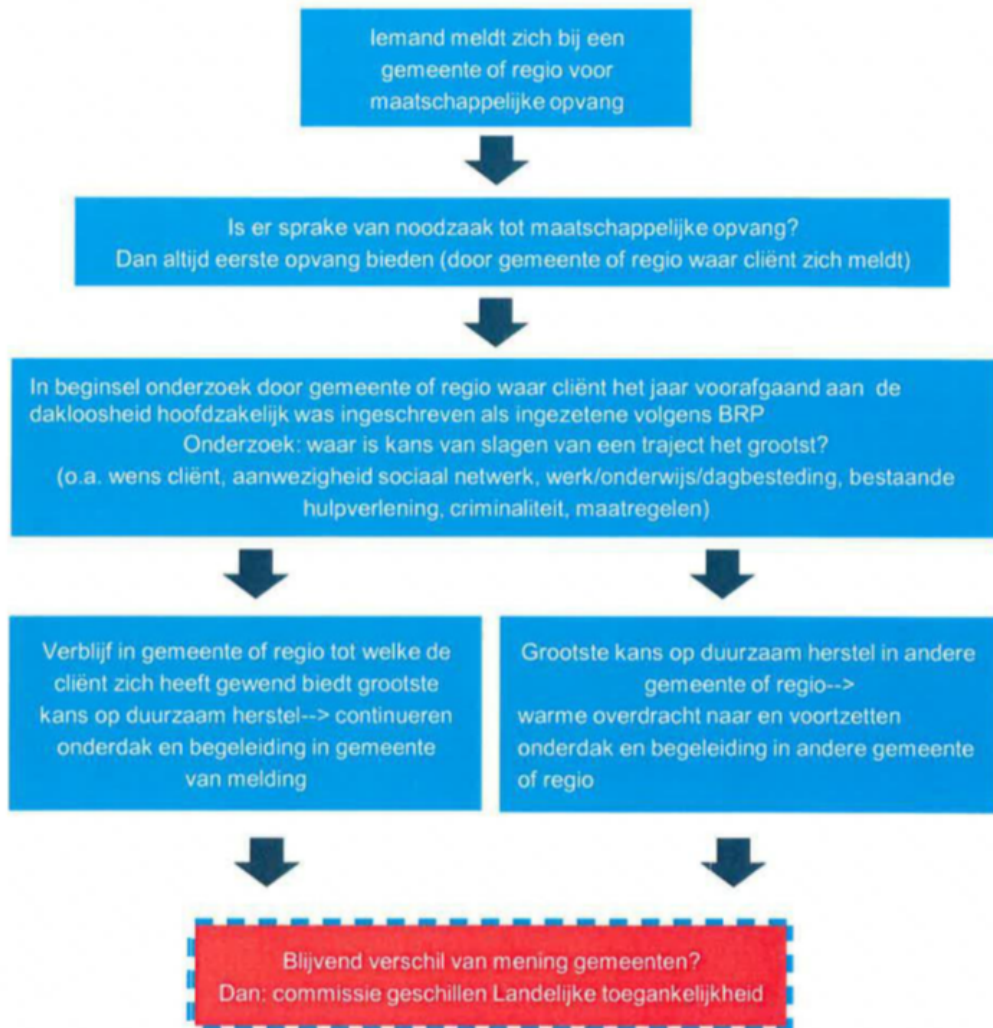 Iemand meldt zich bij een
gemeente of regio voor
maatschappelijke opvang
Is er sprake van noodzaak tot maatschappelijke opvang?
Dan altijd eerste opvang bieden (door gemeente of regio waar cliënt zich meldt)
In beginsel onderzoek door gemeente of regio waar cliënt het jaar voorafgaand aan de
dakloosheid hoofdzakelijk was ingeschreven als ingezetene volgens BRP
Onderzoek: waar is kans van slagen van een traject het grootst?
(o.a. wens cliënt, aanwezigheid sociaal netwerk, werk/onderwijs/dagbesteding, bestaande
hulpverlening, criminaliteit, maatregelen)
Verblijf in gemeente of regio tot welke de
cliënt zich heeft gewend biedt grootste
kans op duurzaam herstel--> continueren
onderdak en begeleiding in gemeente
van melding
Grootste kans op duurzaam herstel in andere
gemeente of regio-->
warme overdracht naar en voortzetten
onderdak en begeleiding in andere gemeente
of regio
Blijvend verschil van mening gemeenten?
Dan: commissie geschillen Landelijke toegankelijkheid